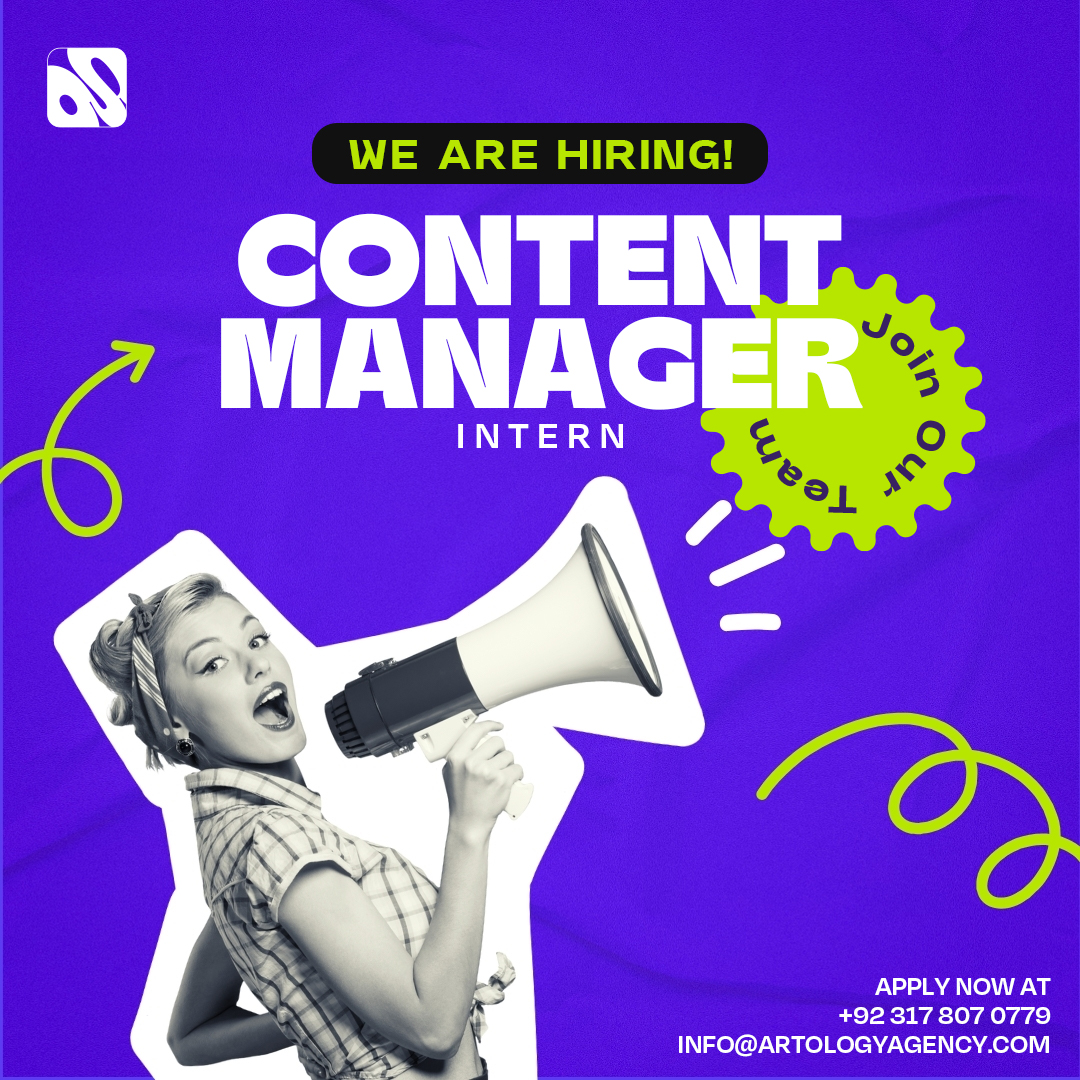 WE ARE HIRING!
CONTENT
MANAGER
INTERN
Join Our Team
APPLY NOW AT
+92 317 807 0779
INFO@ARTOLOGYAGENCY.COM